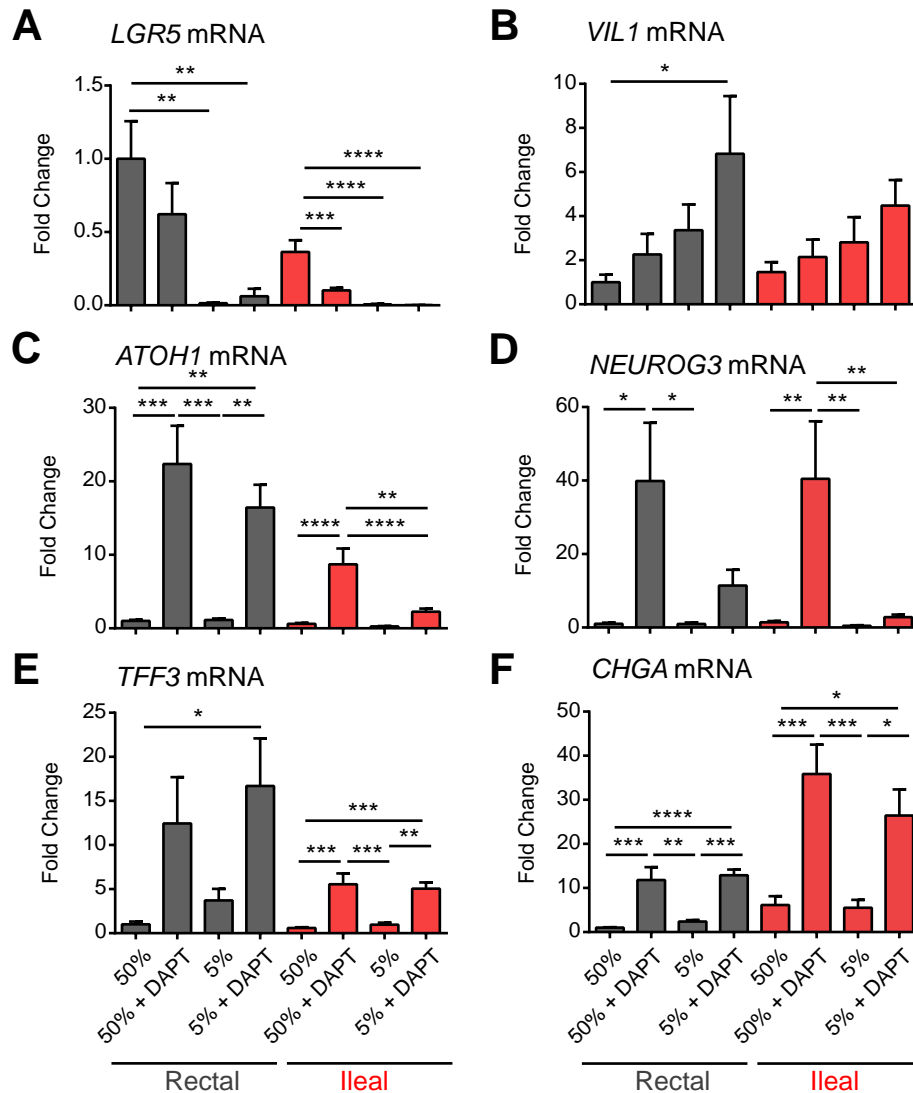 A
LGR5 mRNA
Fold Change
1.5
1.0
0.5
0.0
**
**
****
****
***
B
VIL1 mRNA
Fold Change
10
8
6
4
2
0
*
C
ATOH1 mRNA
Fold Change
30
20
10
0
**
*** *** **
**
**** ****
D
NEUROG3 mRNA
Fold Change
60
40
20
0
* *
**
** **
E
TFF3 mRNA
Fold Change
25
20
15
10
5
0
*
***
**
*** ***
50%
50% + DAPT
5%
5% + DAPT
50%
50% + DAPT
5%
5% + DAPT
Rectal Ileal
F
CHGA mRNA
Fold Change
50
40
30
20
10
0
****
*** ** ***
*
*** *** *
50%
50% + DAPT
5%
5% + DAPT
50%
50% + DAPT
5%
5% + DAPT
Rectal Ileal